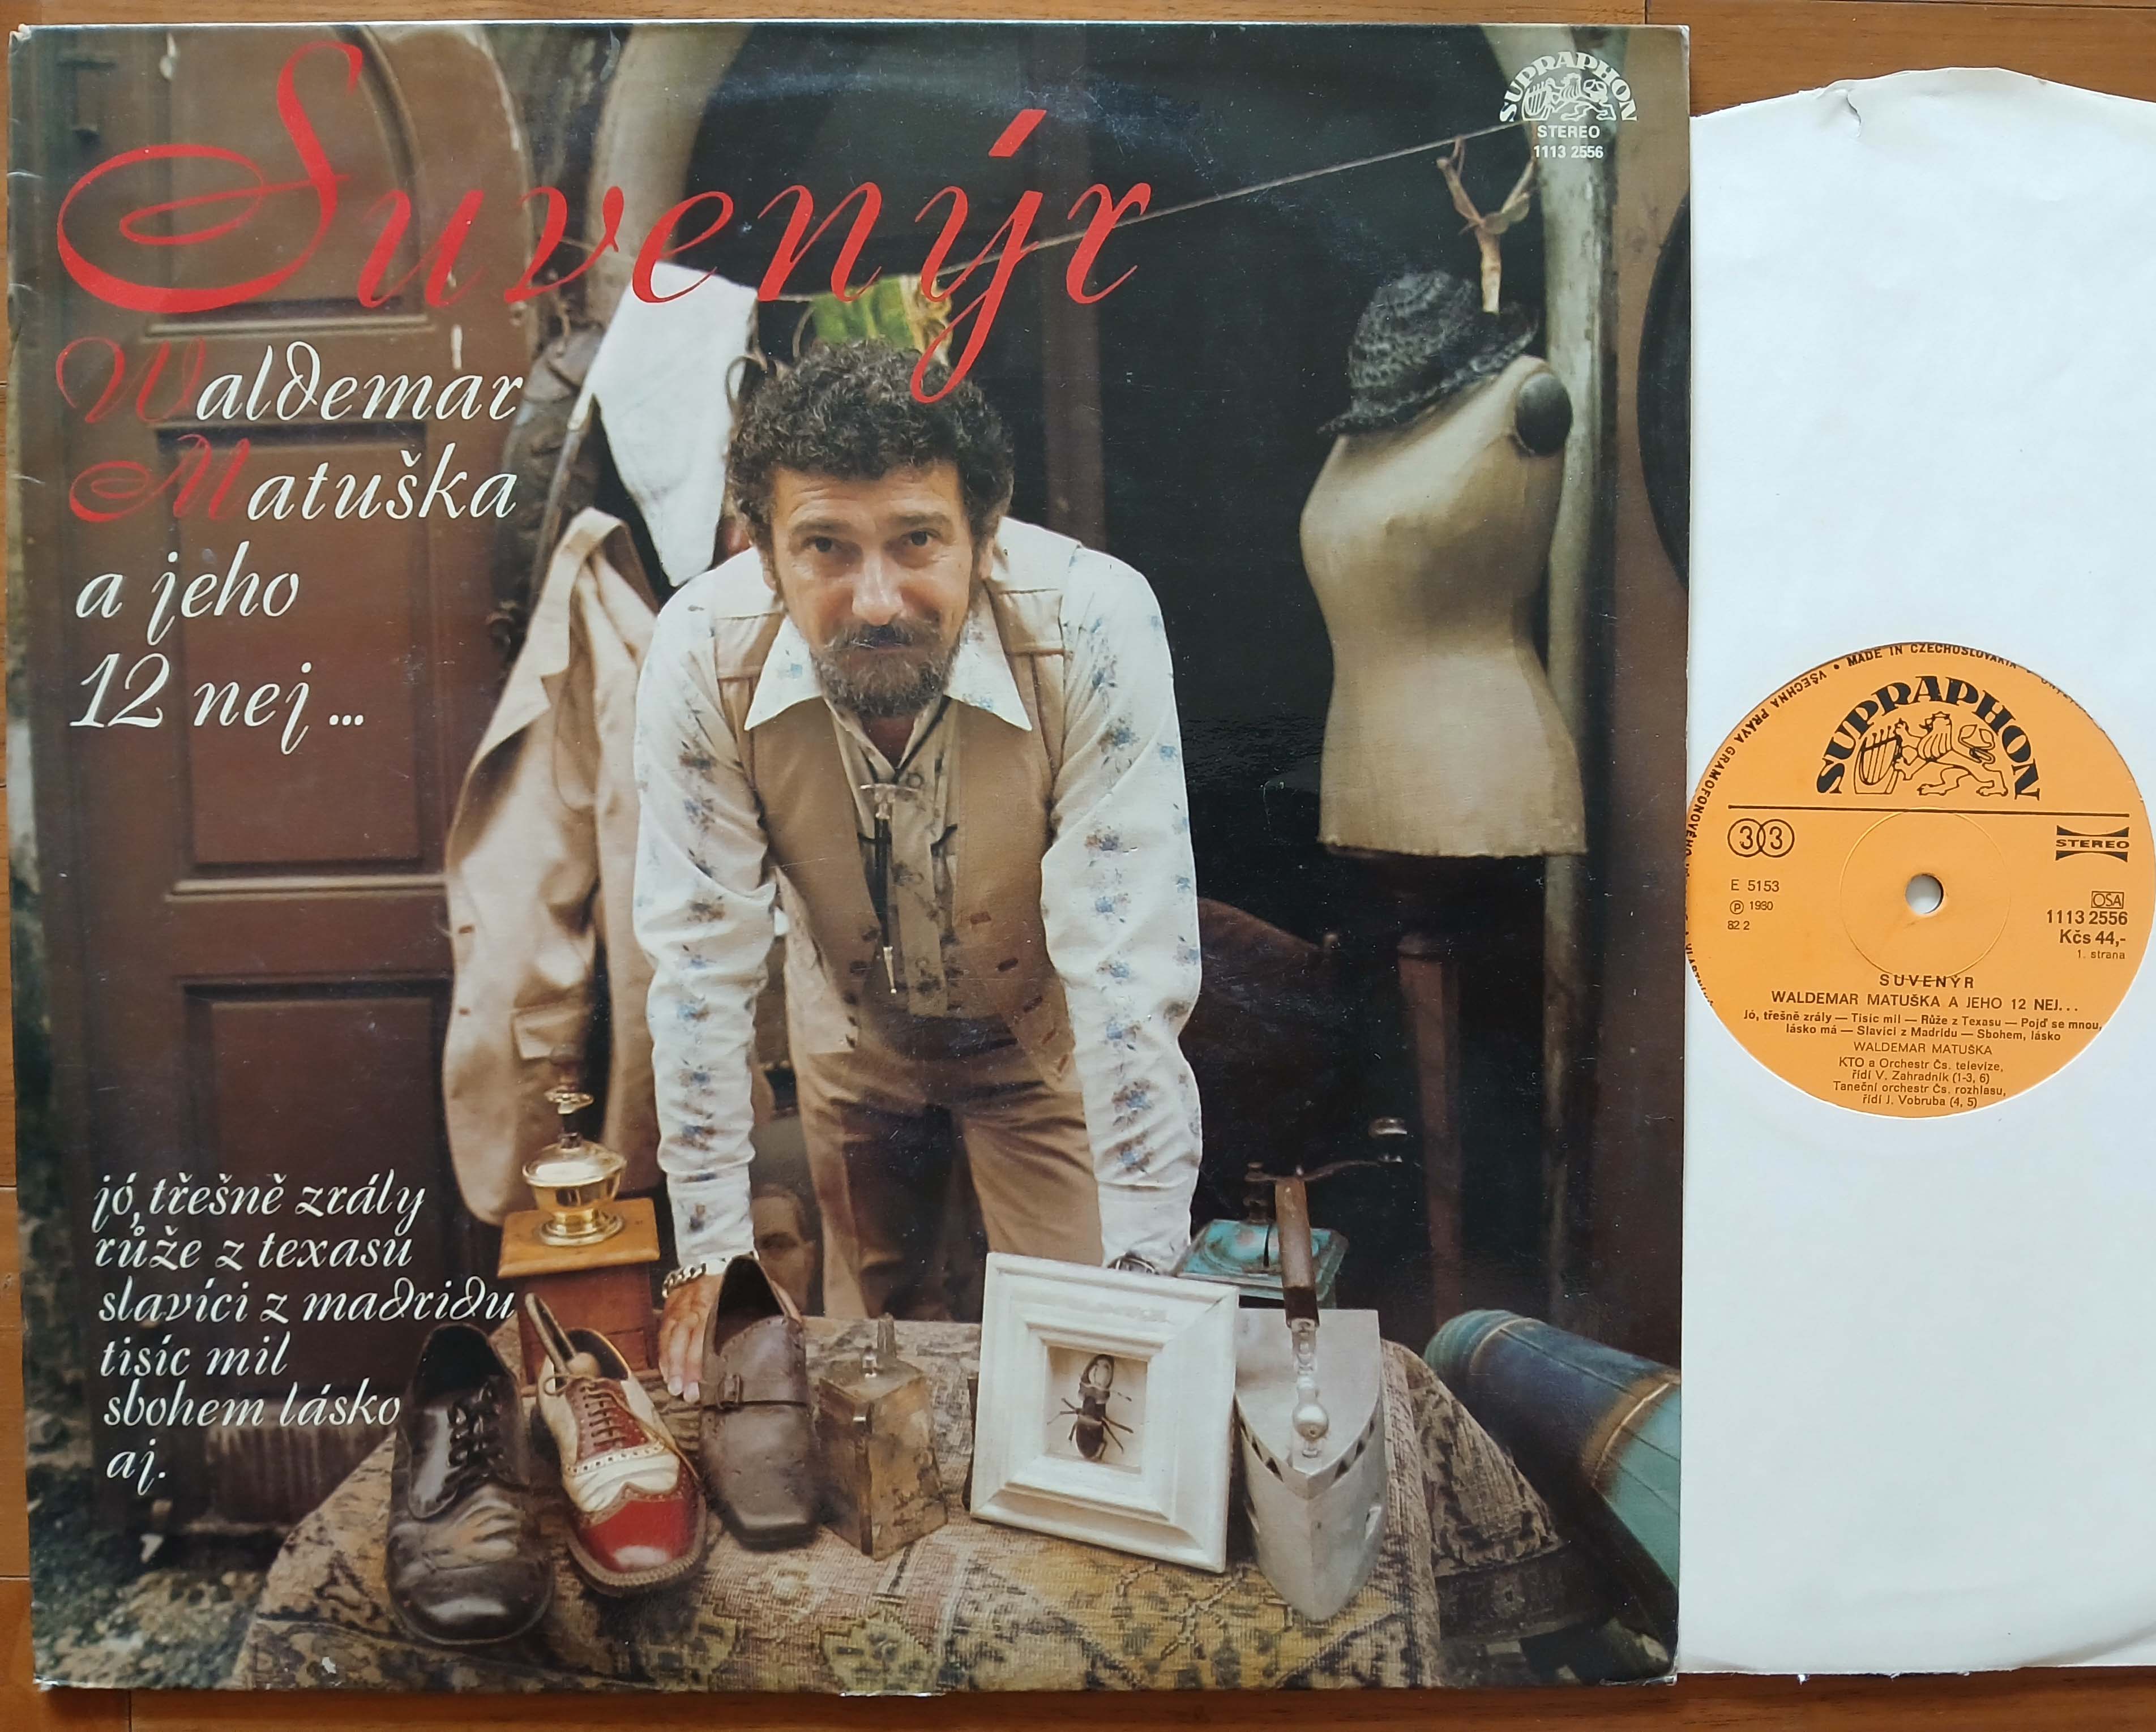 Suvenýr
Waldemar
Matuška
a jeho
12 nej...
jó, třešně zrály
růže z texasu
slavíci z madridu
tisíc mil
sbohem lásko
aj.
SUPRAPHON
STEREO
1113 2556
VŠECHNA PRÁVA GRAMOFONOVÉHO
• MADE IN CZECHOSLOVAKIA
SUPRAPHON
33
STEREO
E 5153
℗ 1980
82 2
OSA
1113 2556
Kčs 44,-
1. strana
SUVENÝR
WALDEMAR MATUŠKA A JEHO 12 NEJ...
Jó, třešně zrály — Tisíc mil — Růže z Texasu — Pojď se mnou,
lásko má — Slavíci z Madridu — Sbohem, lásko
WALDEMAR MATUŠKA
KTO a Orchestr Čs. televize,
řídí V. Zahradník (1-3, 6)
Taneční orchestr Čs. rozhlasu,
řídí J. Vobruba (4, 5)